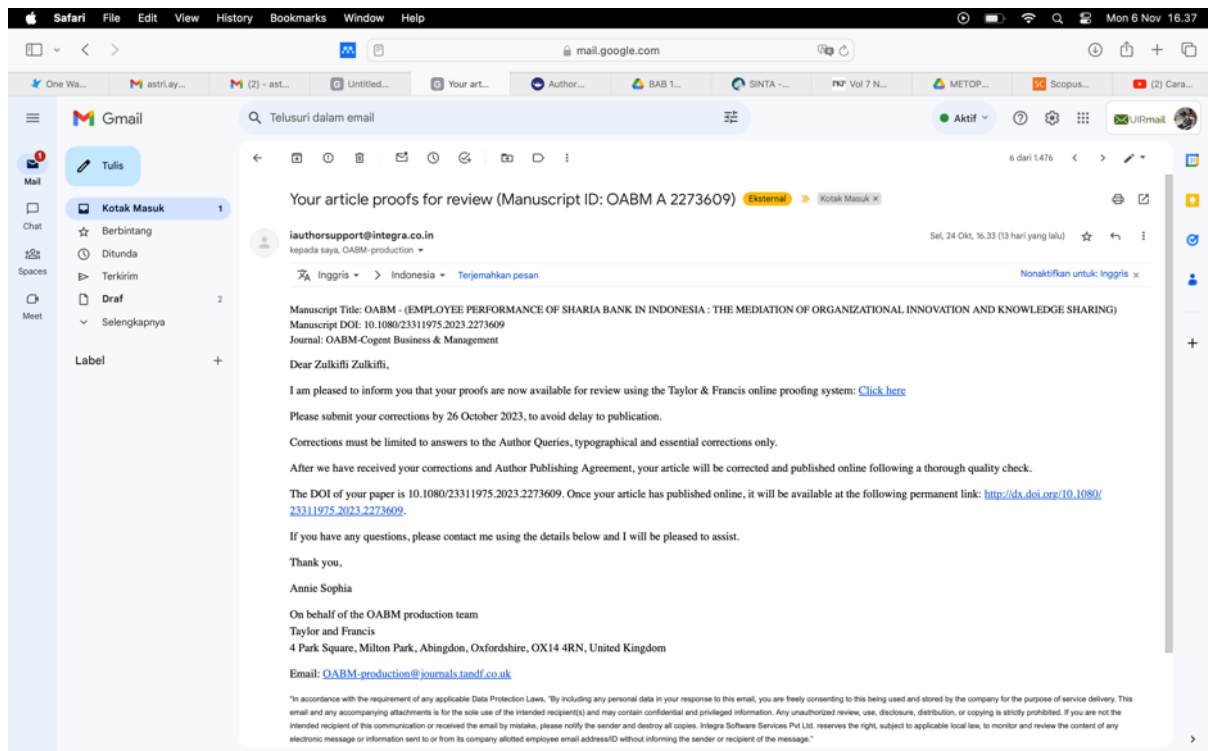 Safari File Edit View History Bookmarks Window Help Mon 6 Nov 16.37
mail.google.com
One Wa... astri.ay... (2) - ast... Untitled... Your art... Author... BAB 1... SINTA -... Vol 7 N... METOP... Scopus... (2) Cara...
Gmail Telusuri dalam email Aktif UIRmail
Mail
Chat
Spaces
Meet
Tulis
Kotak Masuk 1
Berbintang
Ditunda
Terkirim
Draf 2
Selengkapnya
Label
6 dari 1.476
Your article proofs for review (Manuscript ID: OABM A 2273609) Eksternal Kotak Masuk ×
iauthorsupport@integra.co.in Sel, 24 Okt, 16.33 (13 hari yang lalu)
kepada saya, OABM-production
Inggris > Indonesia Terjemahkan pesan Nonaktifkan untuk: Inggris ×
Manuscript Title: OABM - (EMPLOYEE PERFORMANCE OF SHARIA BANK IN INDONESIA : THE MEDIATION OF ORGANIZATIONAL INNOVATION AND KNOWLEDGE SHARING)
Manuscript DOI: 10.1080/23311975.2023.2273609
Journal: OABM-Cogent Business & Management
Dear Zulkifli Zulkifli,
I am pleased to inform you that your proofs are now available for review using the Taylor & Francis online proofing system: Click here
Please submit your corrections by 26 October 2023, to avoid delay to publication.
Corrections must be limited to answers to the Author Queries, typographical and essential corrections only.
After we have received your corrections and Author Publishing Agreement, your article will be corrected and published online following a thorough quality check.
The DOI of your paper is 10.1080/23311975.2023.2273609. Once your article has published online, it will be available at the following permanent link: http://dx.doi.org/10.1080/
23311975.2023.2273609.
If you have any questions, please contact me using the details below and I will be pleased to assist.
Thank you,
Annie Sophia
On behalf of the OABM production team
Taylor and Francis
4 Park Square, Milton Park, Abingdon, Oxfordshire, OX14 4RN, United Kingdom
Email: OABM-production@journals.tandf.co.uk
"In accordance with the requirement of any applicable Data Protection Laws, "By including any personal data in your response to this email, you are freely consenting to this being used and stored by the company for the purpose of service delivery. This
email and any accompanying attachments is for the sole use of the intended recipient(s) and may contain confidential and privileged information. Any unauthorized review, use, disclosure, distribution, or copying is strictly prohibited. If you are not the
intended recipient of this communication or received the email by mistake, please notify the sender and destroy all copies. Integra Software Services Pvt Ltd. reserves the right, subject to applicable local law, to monitor and review the content of any
electronic message or information sent to or from its company allotted employee email address/ID without informing the sender or recipient of the message."